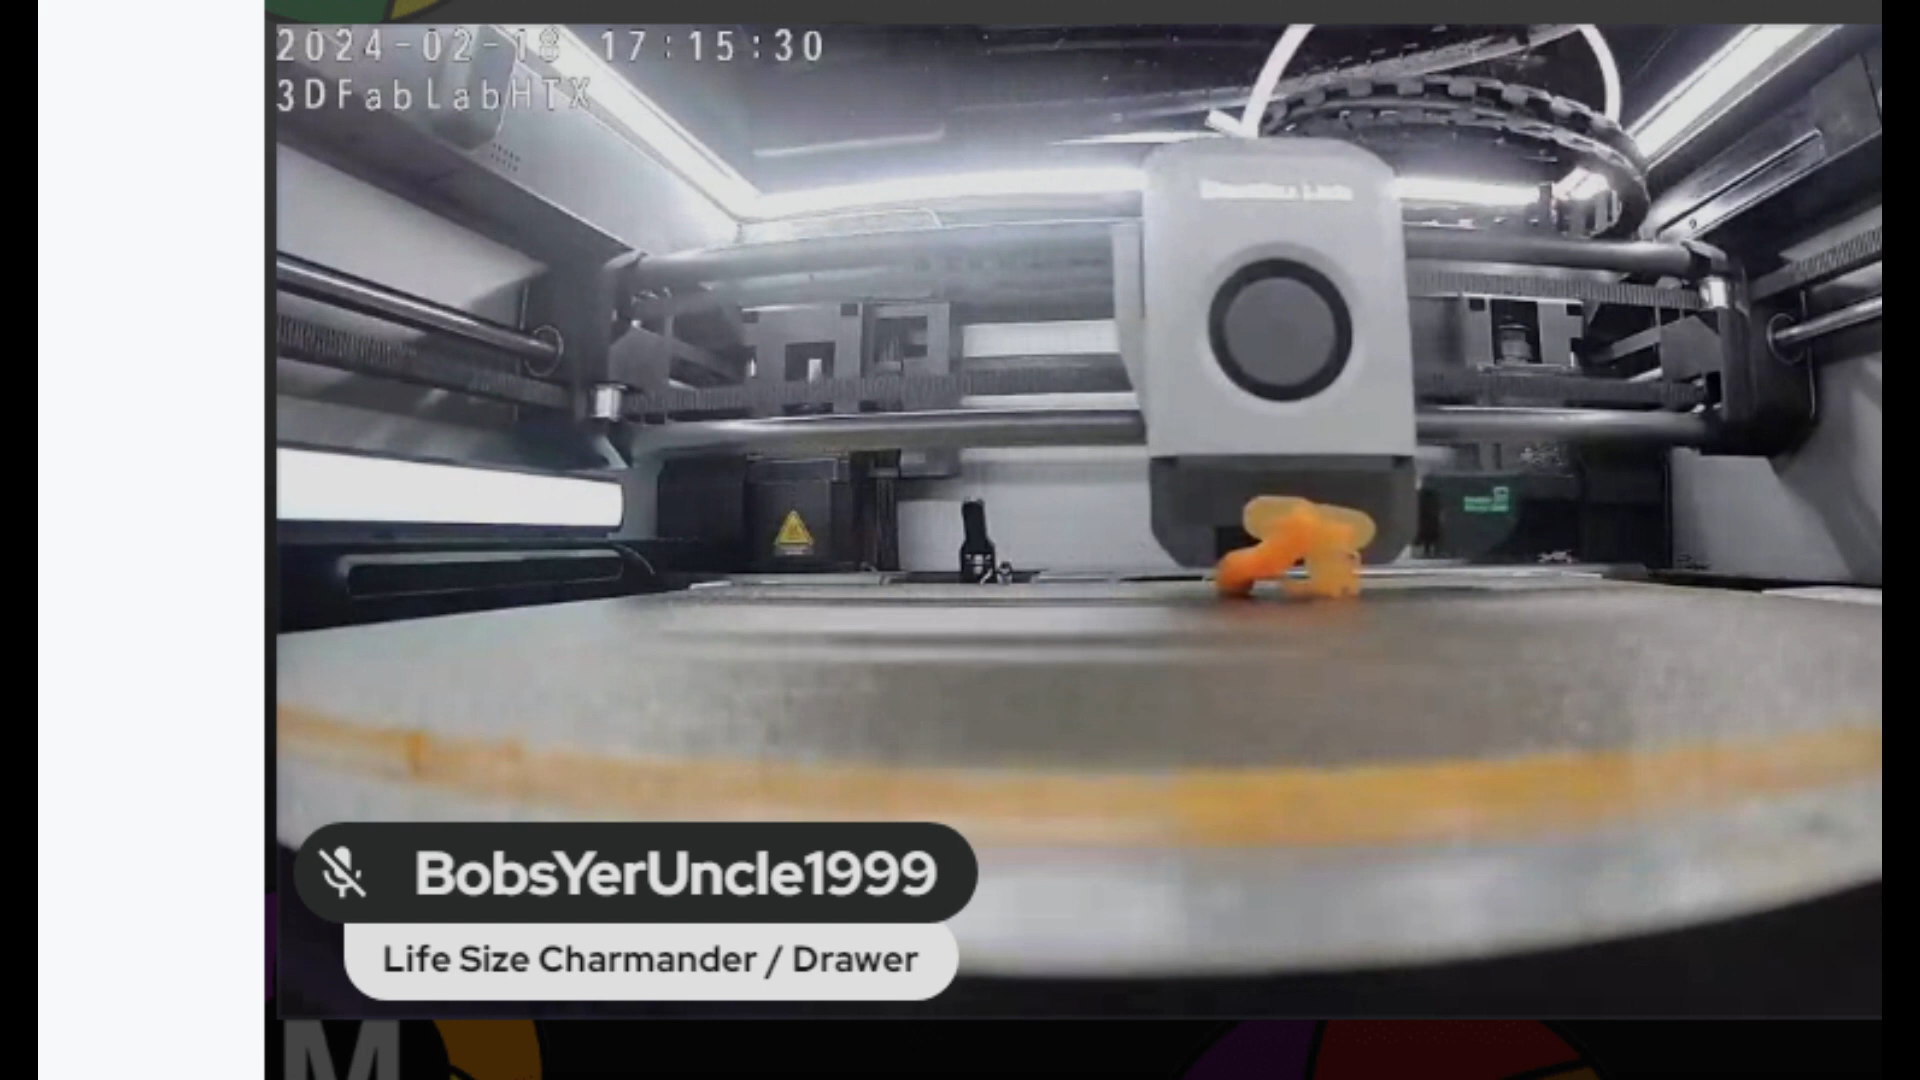 2024-02-18 17:15:30
3DFabLabHTX
BobsYerUncle1999
Life Size Charmander / Drawer
M